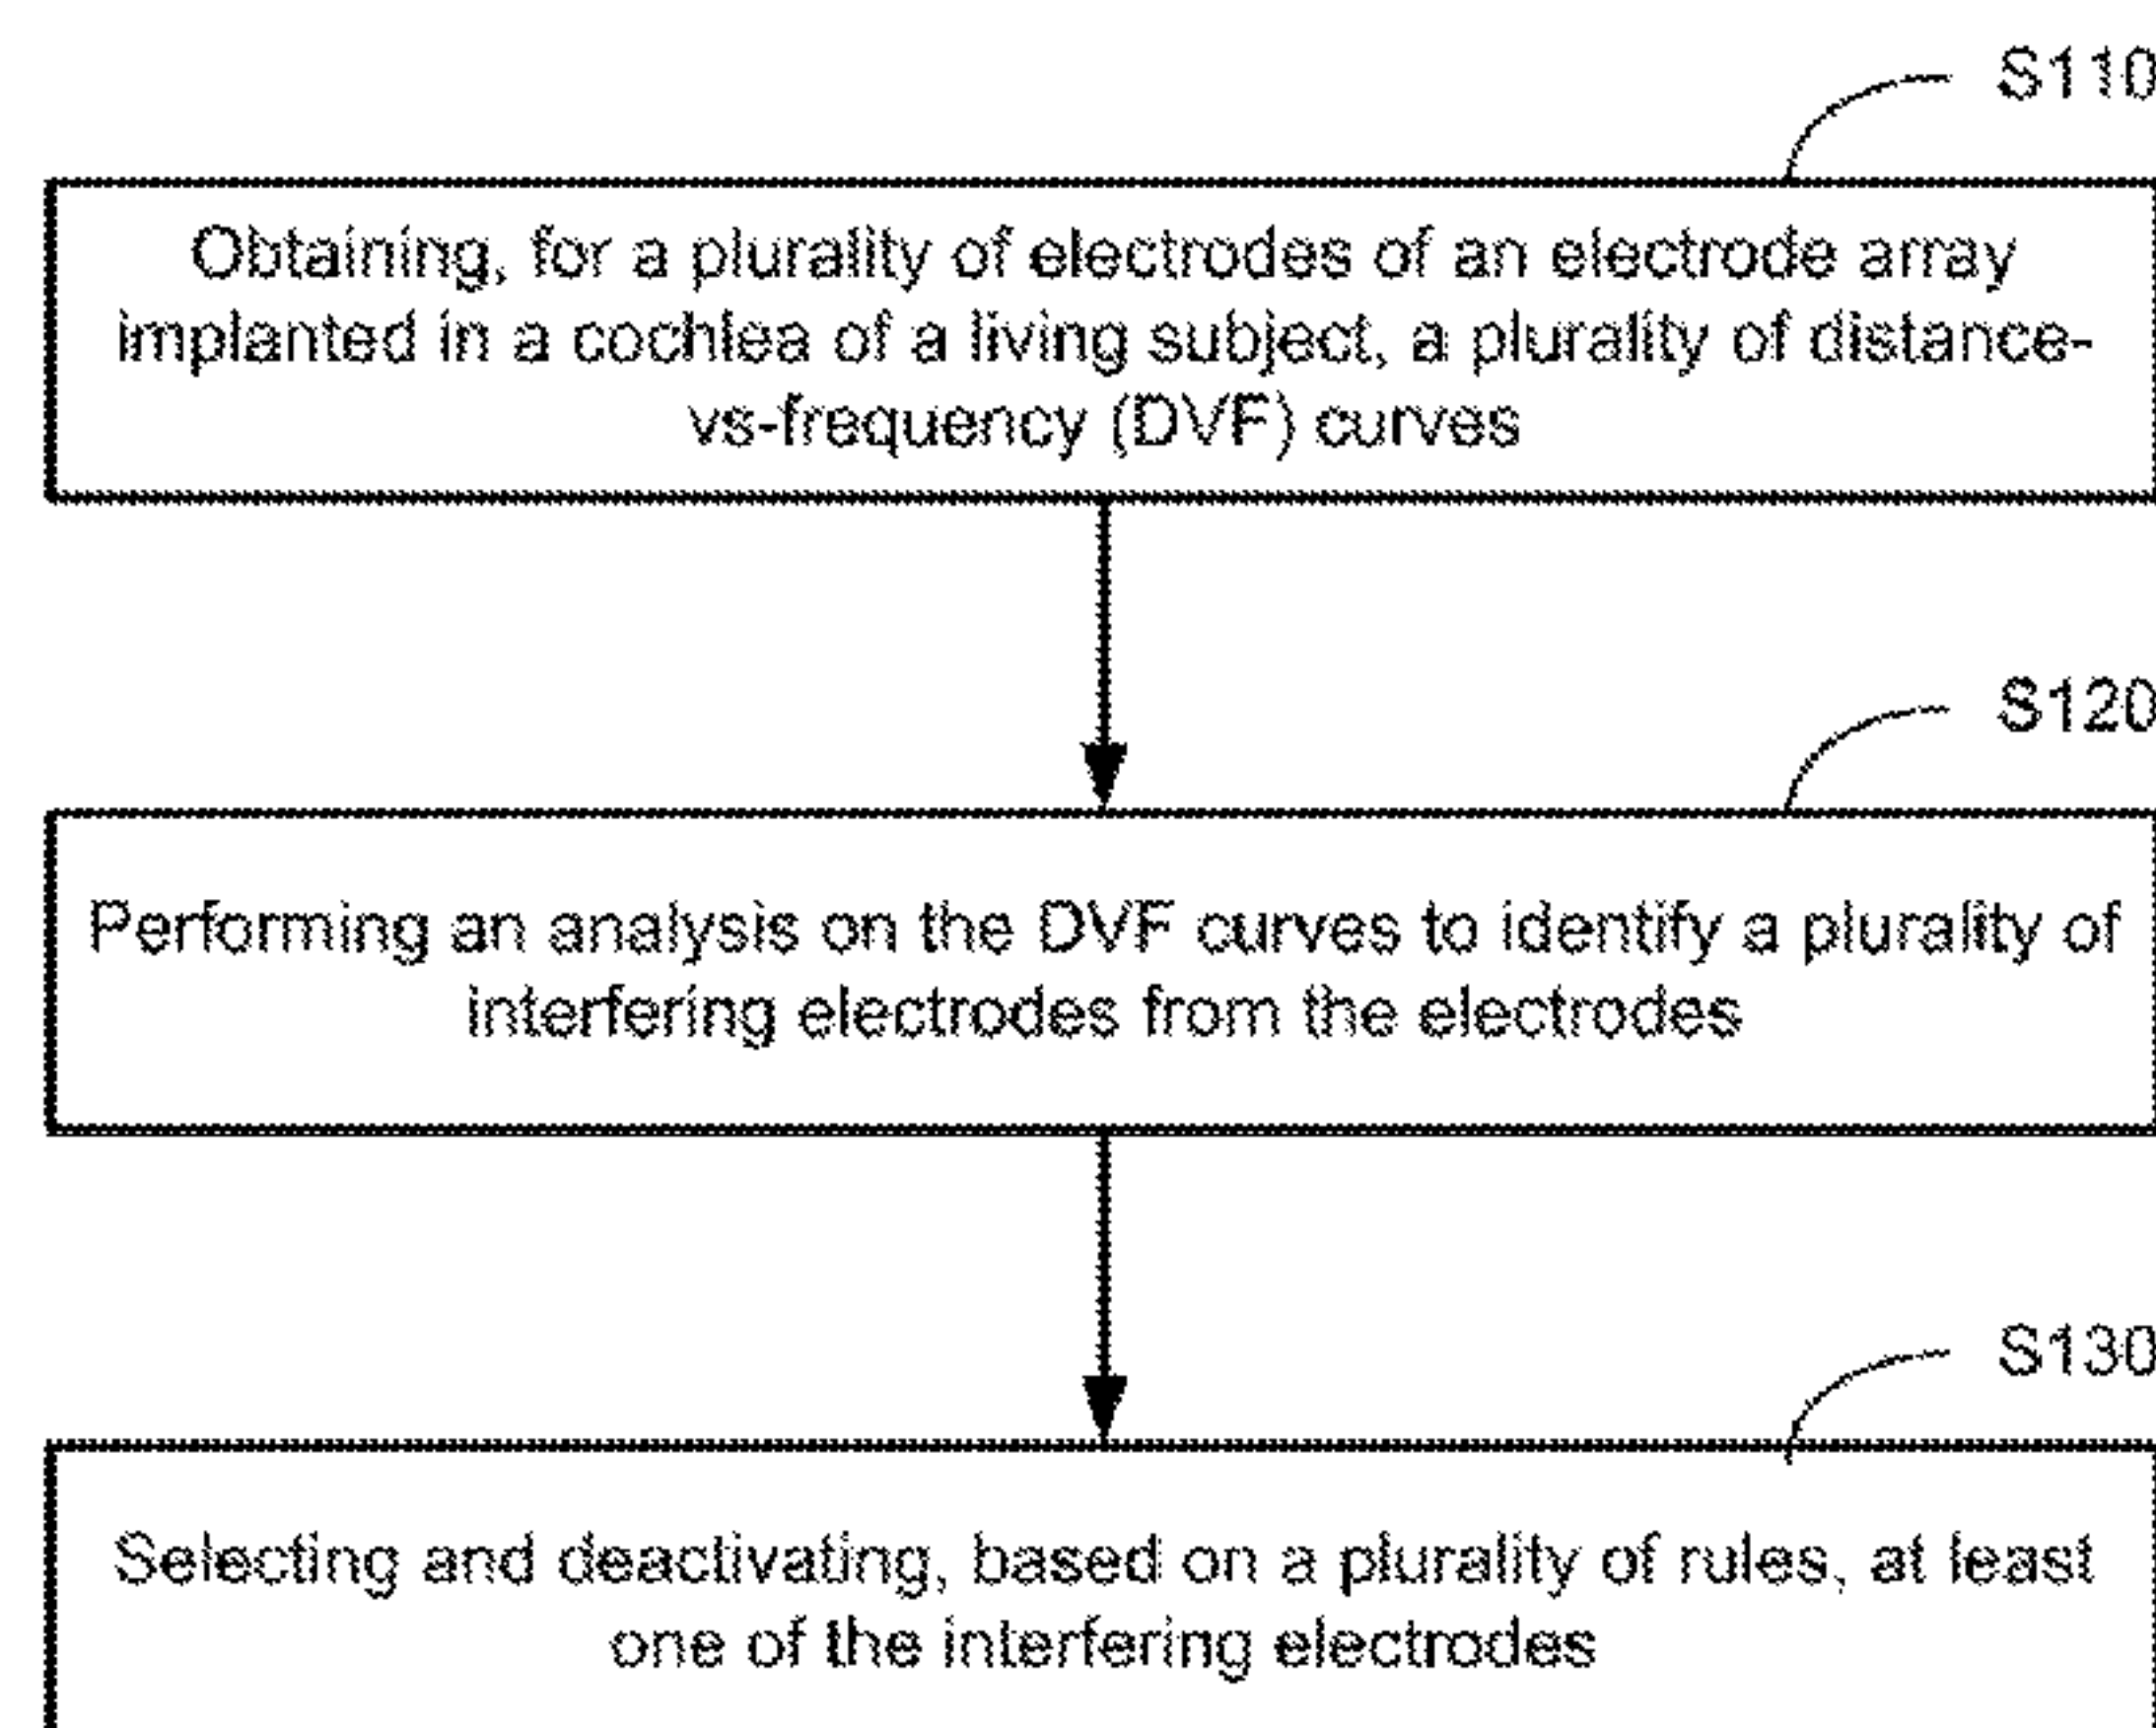 S110
Obtaining, for a plurality of electrodes of an electrode array
implanted in a cochlea of a living subject, a plurality of distance-
vs-frequency (DVF) curves
S120
Performing an analysis on the DVF curves to identify a plurality of
interfering electrodes from the electrodes
S130
Selecting and deactivating, based on a plurality of rules, at least
one of the interfering electrodes